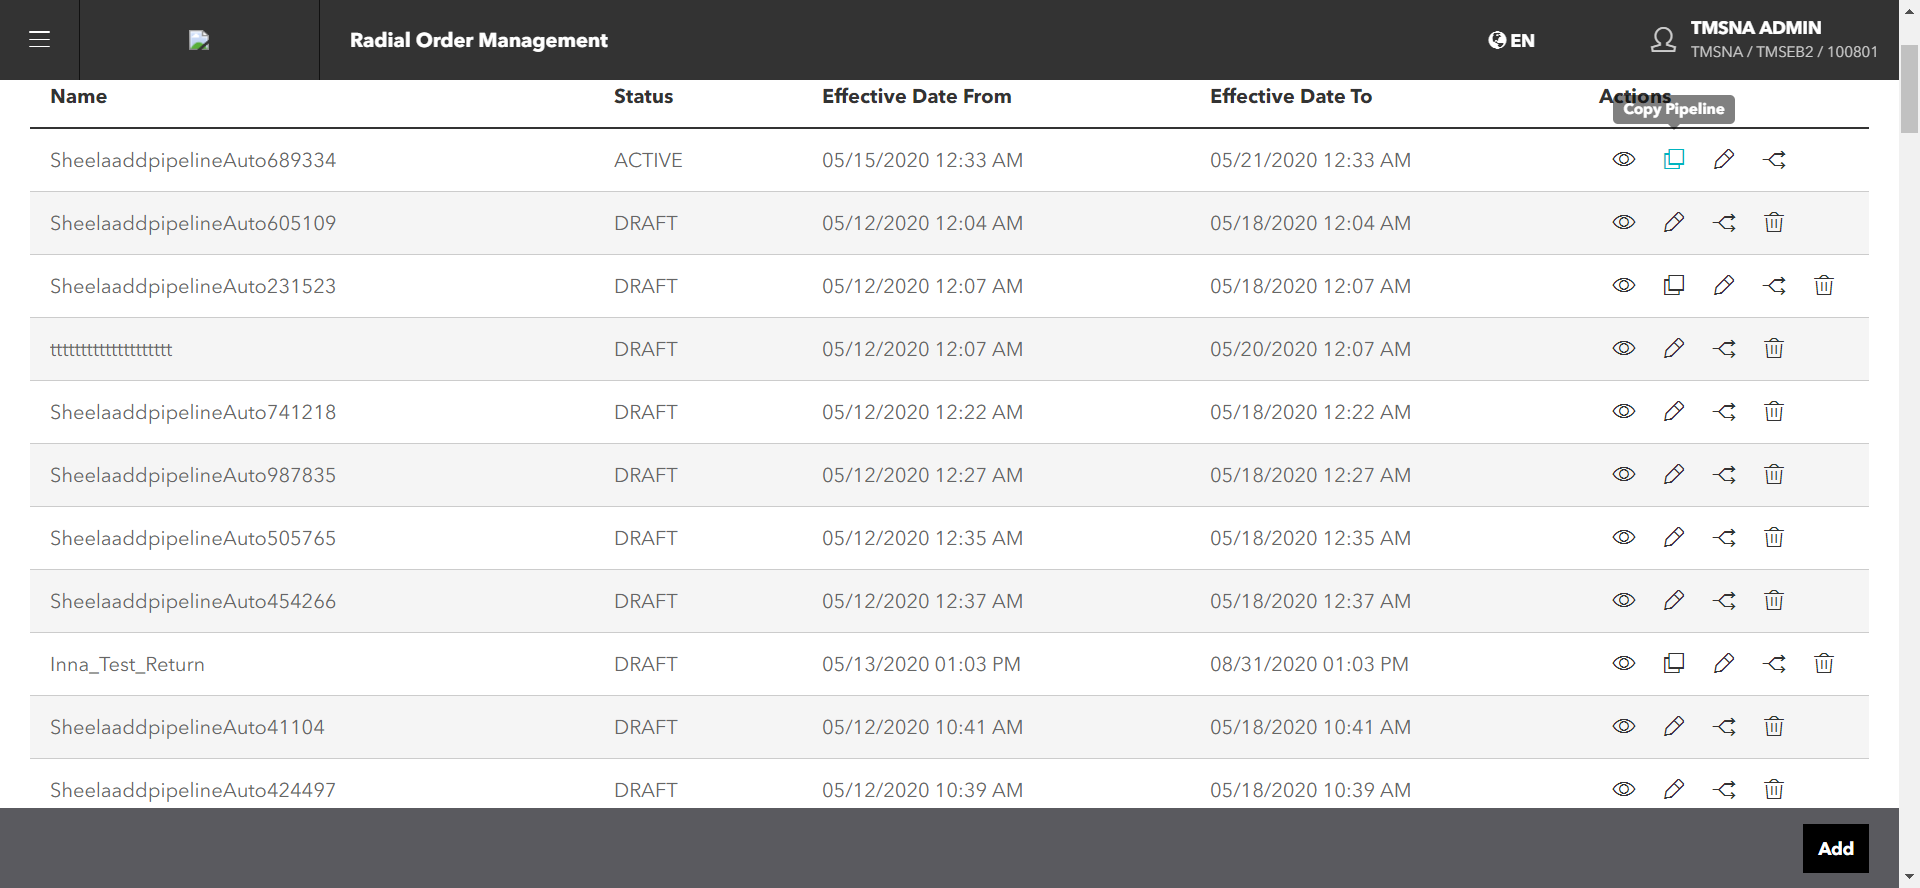 Radial Order Management
EN
TMSNA ADMIN
TMSNA / TMSEB2 / 100801
Name Status Effective Date From Effective Date To Actions
Copy Pipeline
SheelaaddpipelineAuto689334 ACTIVE 05/15/2020 12:33 AM 05/21/2020 12:33 AM
SheelaaddpipelineAuto605109 DRAFT 05/12/2020 12:04 AM 05/18/2020 12:04 AM
SheelaaddpipelineAuto231523 DRAFT 05/12/2020 12:07 AM 05/18/2020 12:07 AM
tttttttttttttttttttt DRAFT 05/12/2020 12:07 AM 05/20/2020 12:07 AM
SheelaaddpipelineAuto741218 DRAFT 05/12/2020 12:22 AM 05/18/2020 12:22 AM
SheelaaddpipelineAuto987835 DRAFT 05/12/2020 12:27 AM 05/18/2020 12:27 AM
SheelaaddpipelineAuto505765 DRAFT 05/12/2020 12:35 AM 05/18/2020 12:35 AM
SheelaaddpipelineAuto454266 DRAFT 05/12/2020 12:37 AM 05/18/2020 12:37 AM
Inna_Test_Return DRAFT 05/13/2020 01:03 PM 08/31/2020 01:03 PM
SheelaaddpipelineAuto41104 DRAFT 05/12/2020 10:41 AM 05/18/2020 10:41 AM
SheelaaddpipelineAuto424497 DRAFT 05/12/2020 10:39 AM 05/18/2020 10:39 AM
Add